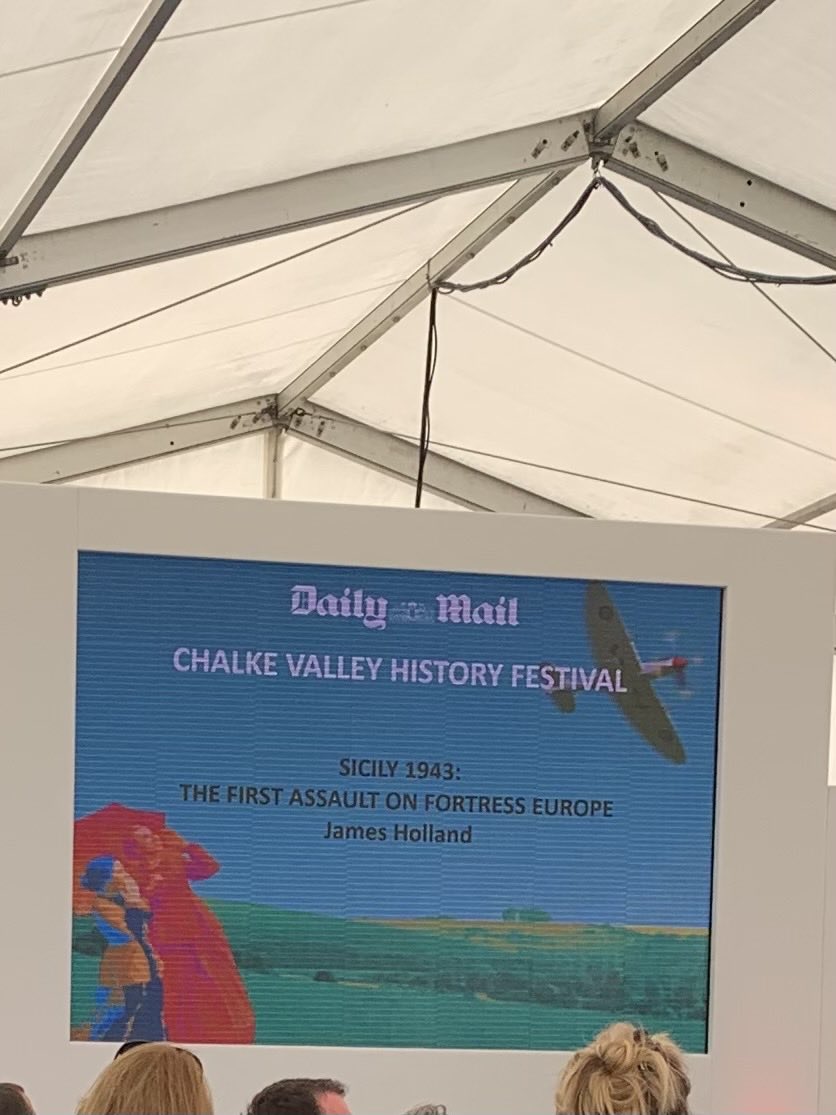 Daily Mail
CHALKE VALLEY HISTORY FESTIVAL
SICILY 1943:
THE FIRST ASSAULT ON FORTRESS EUROPE
James Holland